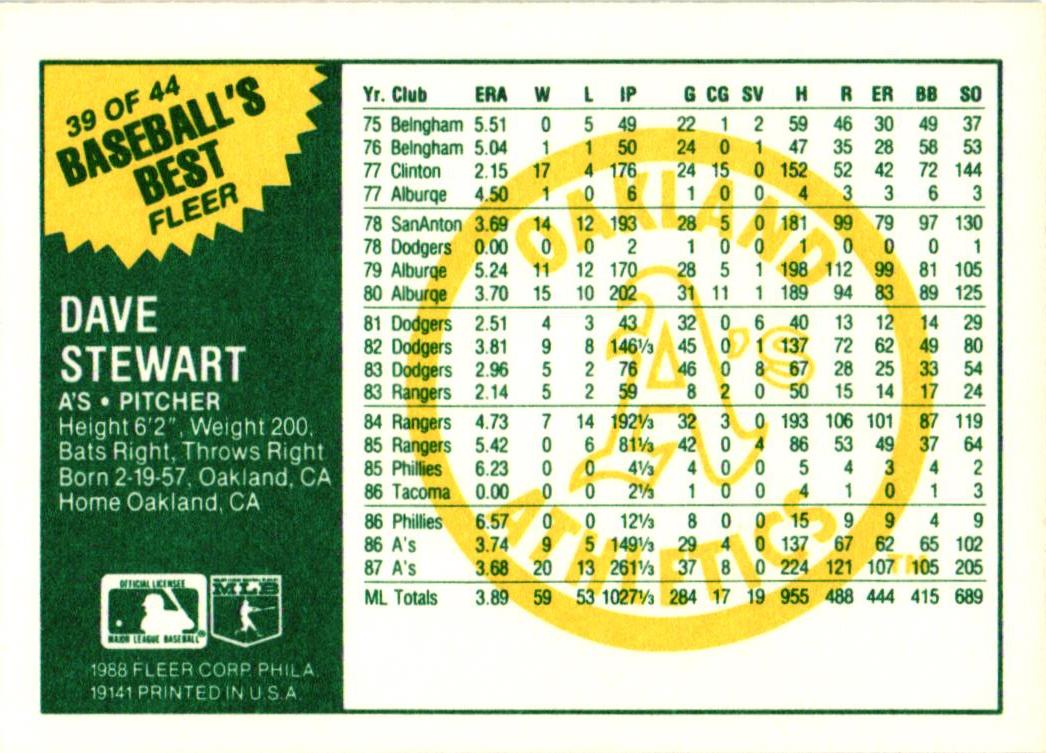 39 OF 44
BASEBALL'S
BEST
FLEER
DAVE
STEWART
A'S • PITCHER
Height 6'2", Weight 200,
Bats Right, Throws Right
Born 2-19-57, Oakland, CA
Home Oakland, CA
OFFICIAL LICENSEE
MAJOR LEAGUE BASEBALL®
MLB
1988 FLEER CORP. PHILA.
19141 PRINTED IN U.S.A.
Yr. Club ERA W L IP G CG SV H R ER BB SO
75 Belngham 5.51 0 5 49 22 1 2 59 46 30 49 37
76 Belngham 5.04 1 1 50 24 0 1 47 35 28 58 53
77 Clinton 2.15 17 4 176 24 15 0 152 52 42 72 144
77 Alburqe 4.50 1 0 6 1 0 0 4 3 3 6 3
78 SanAnton 3.69 14 12 193 28 5 0 181 99 79 97 130
78 Dodgers 0.00 0 0 2 1 0 0 1 0 0 0 1
79 Alburqe 5.24 11 12 170 28 5 1 198 112 99 81 105
80 Alburqe 3.70 15 10 202 31 11 1 189 94 83 89 125
81 Dodgers 2.51 4 3 43 32 0 6 40 13 12 14 29
82 Dodgers 3.81 9 8 146⅓ 45 0 1 137 72 62 49 80
83 Dodgers 2.96 5 2 76 46 0 8 67 28 25 33 54
83 Rangers 2.14 5 2 59 8 2 0 50 15 14 17 24
84 Rangers 4.73 7 14 192⅓ 32 3 0 193 106 101 87 119
85 Rangers 5.42 0 6 81⅓ 42 0 4 86 53 49 37 64
85 Phillies 6.23 0 0 4⅓ 4 0 0 5 4 3 4 2
86 Tacoma 0.00 0 0 2⅓ 1 0 0 4 1 0 1 3
86 Phillies 6.57 0 0 12⅓ 8 0 0 15 9 9 4 9
86 A's 3.74 9 5 149⅓ 29 4 0 137 67 62 65 102
87 A's 3.68 20 13 261⅓ 37 8 0 224 121 107 105 205
ML Totals 3.89 59 53 1027⅓ 284 17 19 955 488 444 415 689
OAKLAND
A's
ATHLETICS
TM